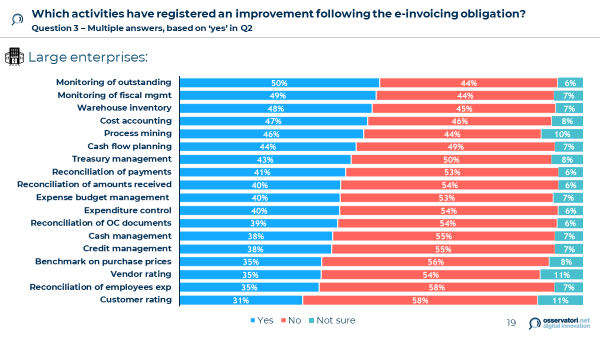 Which activities have registered an improvement following the e-invoicing obligation?
Question 3 – Multiple answers, based on ‘yes’ in Q2
Large enterprises:
Monitoring of outstanding 50% 44% 6%
Monitoring of fiscal mgmt 49% 44% 7%
Warehouse inventory 48% 45% 7%
Cost accounting 47% 46% 8%
Process mining 46% 44% 10%
Cash flow planning 44% 49% 7%
Treasury management 43% 50% 8%
Reconciliation of payments 41% 53% 6%
Reconciliation of amounts received 40% 54% 6%
Expense budget management 40% 53% 7%
Expenditure control 40% 54% 6%
Reconciliation of OC documents 39% 54% 6%
Cash management 38% 55% 7%
Credit management 38% 55% 7%
Benchmark on purchase prices 35% 56% 8%
Vendor rating 35% 54% 11%
Reconciliation of employees exp 35% 58% 7%
Customer rating 31% 58% 11%
Yes No Not sure
19
osservatori.net
digital innovation